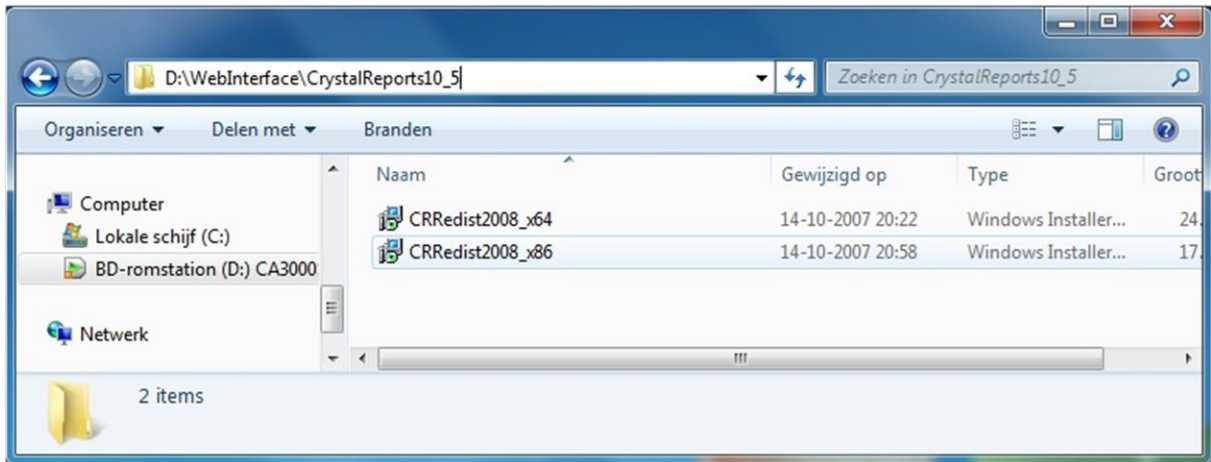 D:\WebInterface\CrystalReports10_5
Zoeken in CrystalReports10_5
Organiseren Delen met Branden
Naam Gewijzigd op Type Groot
Computer
Lokale schijf (C:)
BD-romstation (D:) CA3000
Netwerk
CRRedist2008_x64 14-10-2007 20:22 Windows Installer... 24.
CRRedist2008_x86 14-10-2007 20:58 Windows Installer... 17.
2 items